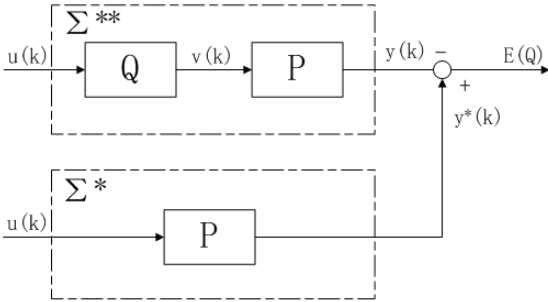 Σ**
u(k) Q v(k) P y(k) − E(Q)
+
y*(k)
Σ*
u(k) P